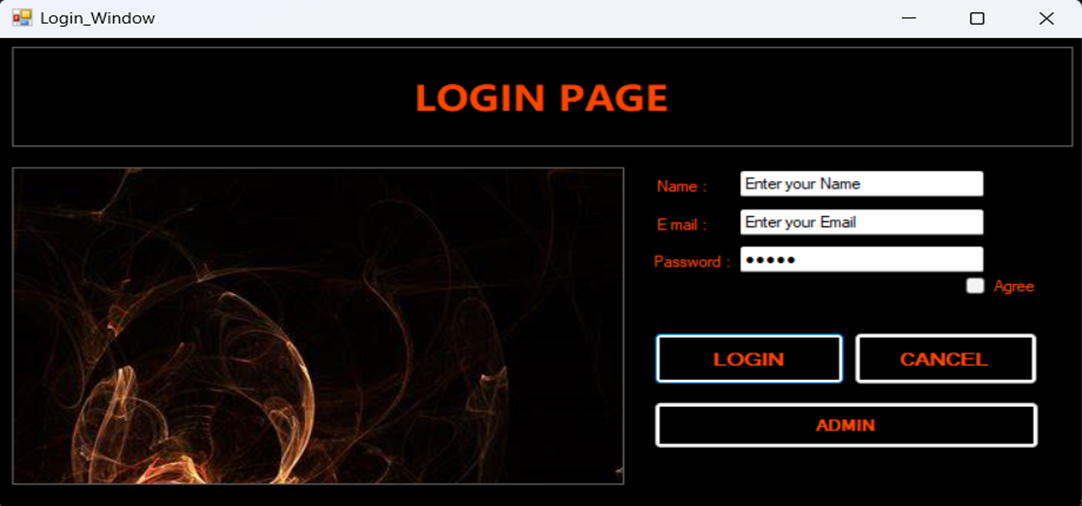 Login_Window
LOGIN PAGE
Name : Enter your Name
E mail : Enter your Email
Password : •••••
Agree
LOGIN CANCEL
ADMIN